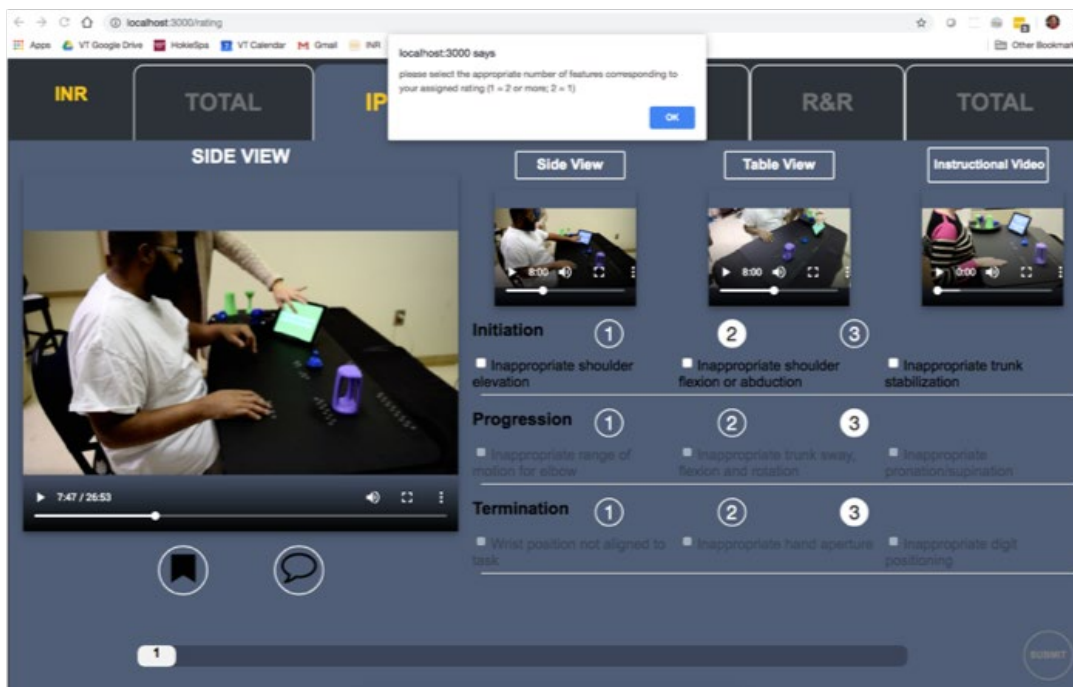 localhost:3000/rating
Apps VT Google Drive HokieSpa VT Calendar Gmail INR Other Bookmark
localhost:3000 says
please select the appropriate number of features corresponding to
your assigned rating (1 = 2 or more; 2 = 1)
OK
INR TOTAL IP R&R TOTAL
SIDE VIEW
Side View Table View Instructional Video
8:00 8:00 0:00
Initiation 1 2 3
Inappropriate shoulder Inappropriate shoulder Inappropriate trunk
elevation flexion or abduction stabilization
Progression 1 2 3
Inappropriate range of Inappropriate trunk sway, Inappropriate
motion for elbow flexion and rotation pronation/supination
7:47 / 26:53
Termination 1 2 3
Wrist position not aligned to Inappropriate hand aperture Inappropriate digit
task positioning
1
SUBMIT